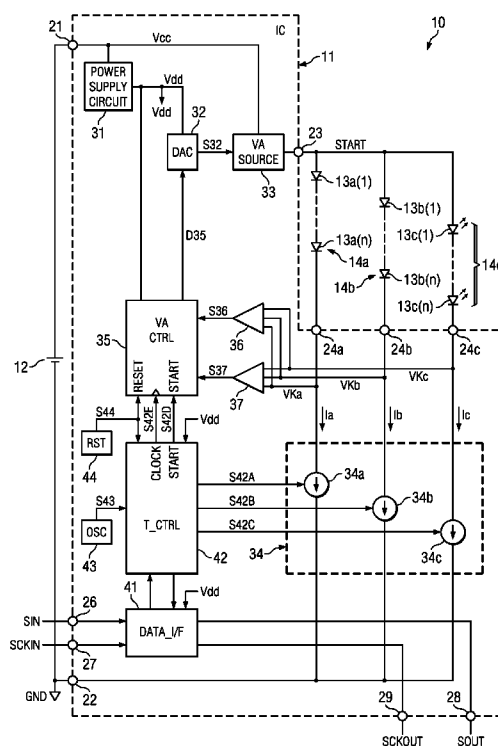 21
Vcc
IC
10
POWER
SUPPLY
CIRCUIT
31
Vdd
Vdd
32
DAC
S32
VA
SOURCE
33
11
23
START
13a(1)
13b(1)
13c(1)
13a(n)
14a
14b
13b(n)
13c(n)
14c
D35
VA
CTRL
35
S36
36
S37
37
RESET
START
24a
24b
24c
VKa
VKb
VKc
12
S44
RST
44
S42E
S42D
Vdd
Ia
Ib
Ic
CLOCK
START
T_CTRL
42
S43
OSC
43
S42A
S42B
S42C
34a
34b
34c
34
41
Vdd
DATA_I/F
SIN
26
SCKIN
27
GND
22
29
28
SCKOUT
SOUT